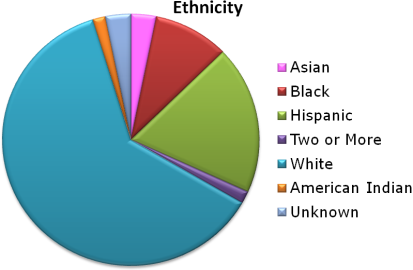 Ethnicity
Asian
Black
Hispanic
Two or More
White
American Indian
Unknown